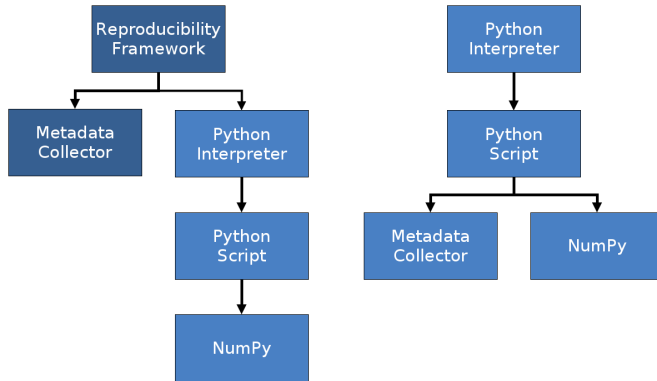 Reproducibility
Framework
Metadata
Collector
Python
Interpreter
Python
Script
NumPy
Python
Interpreter
Python
Script
Metadata
Collector
NumPy